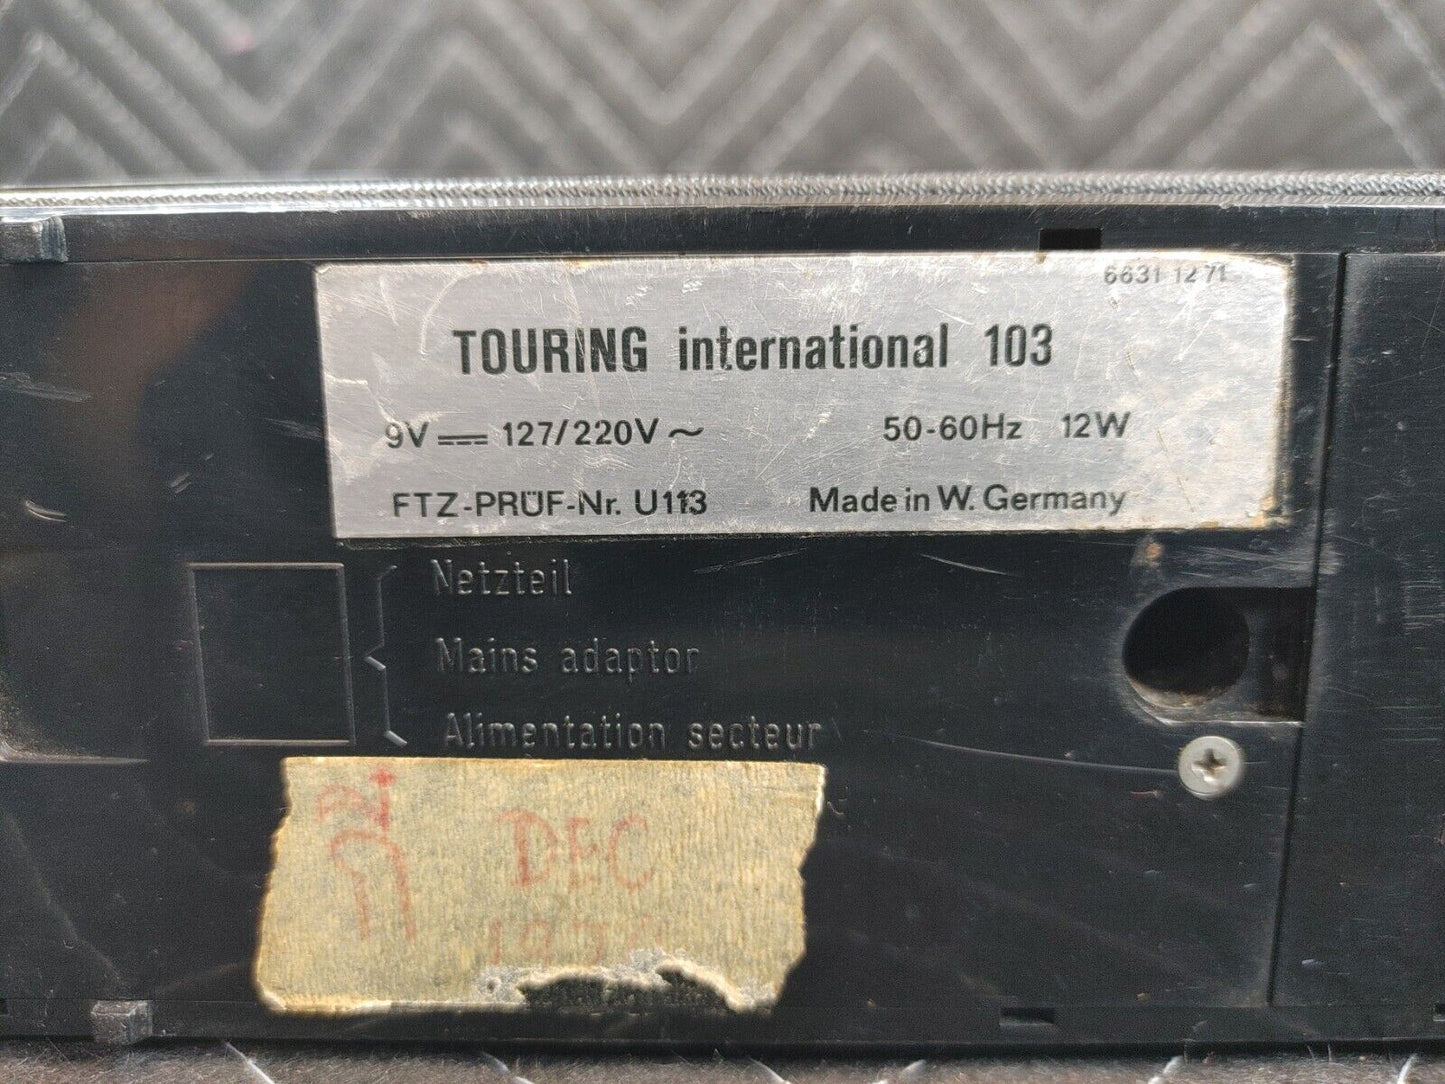 6631 12 71
TOURING international 103
9V ⎓ 127/220V ~ 50-60Hz 12W
FTZ-PRÜF-Nr. U113 Made in W. Germany
Netzteil
Mains adaptor
Alimentation secteur
DEC